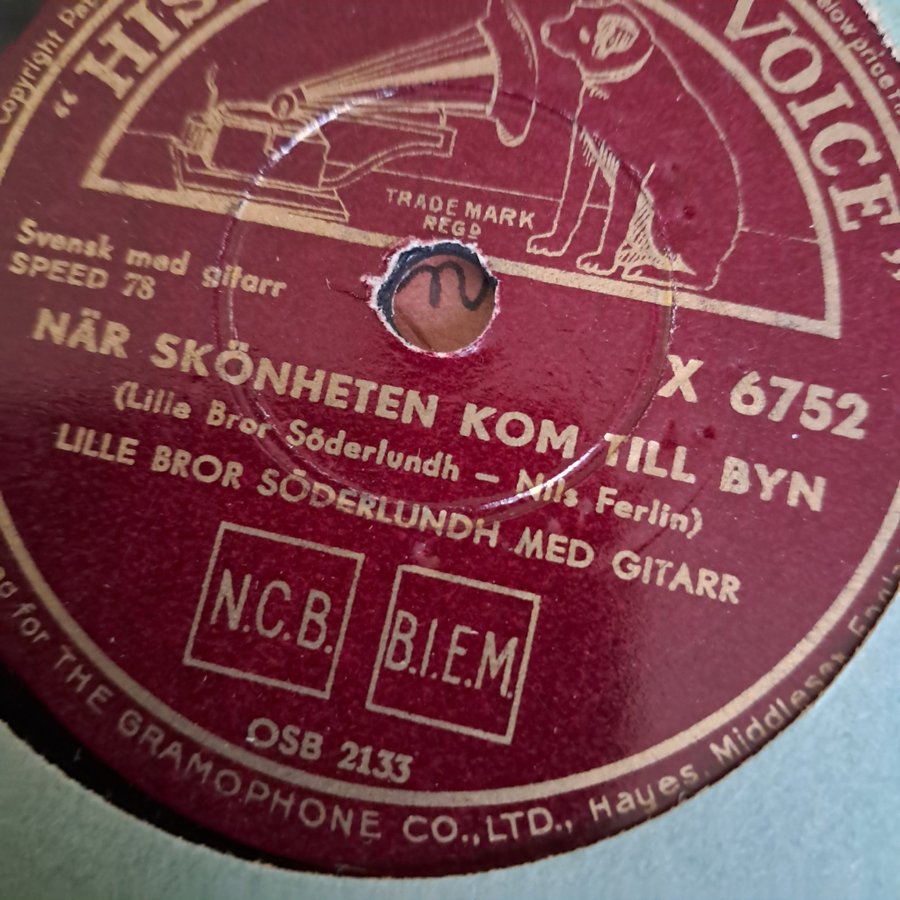 "HIS
VOICE"
Copyright
below price fi
TRADE MARK
REGD
Svensk med gitarr
SPEED 78
X 6752
NÄR SKÖNHETEN KOM TILL BYN
(Lille Bror Söderlundh – Nils Ferlin)
LILLE BROR SÖDERLUNDH MED GITARR
N.C.B.
B.I.E.M.
OSB 2133
for THE GRAMOPHONE CO., LTD., Hayes, Middlesex, England
m